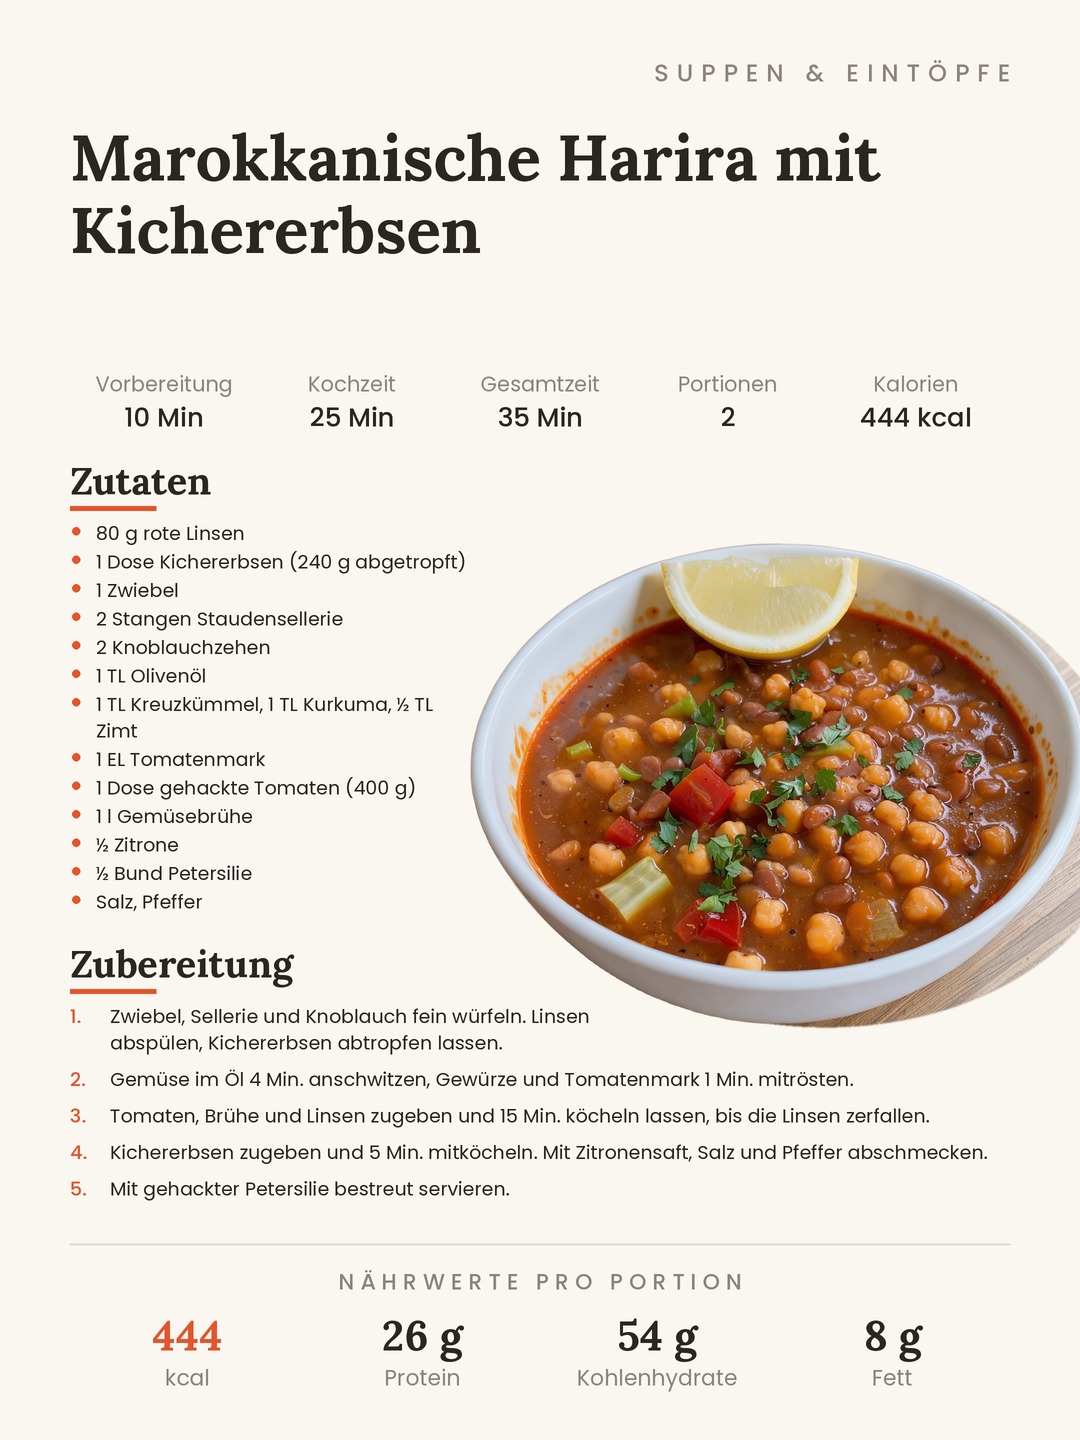 SUPPEN & EINTÖPFE
Marokkanische Harira mit
Kichererbsen
Vorbereitung
10 Min
Kochzeit
25 Min
Gesamtzeit
35 Min
Portionen
2
Kalorien
444 kcal
Zutaten
• 80 g rote Linsen
• 1 Dose Kichererbsen (240 g abgetropft)
• 1 Zwiebel
• 2 Stangen Staudensellerie
• 2 Knoblauchzehen
• 1 TL Olivenöl
• 1 TL Kreuzkümmel, 1 TL Kurkuma, ½ TL
Zimt
• 1 EL Tomatenmark
• 1 Dose gehackte Tomaten (400 g)
• 1 l Gemüsebrühe
• ½ Zitrone
• ½ Bund Petersilie
• Salz, Pfeffer
Zubereitung
1. Zwiebel, Sellerie und Knoblauch fein würfeln. Linsen
abspülen, Kichererbsen abtropfen lassen.
2. Gemüse im Öl 4 Min. anschwitzen, Gewürze und Tomatenmark 1 Min. mitrösten.
3. Tomaten, Brühe und Linsen zugeben und 15 Min. köcheln lassen, bis die Linsen zerfallen.
4. Kichererbsen zugeben und 5 Min. mitköcheln. Mit Zitronensaft, Salz und Pfeffer abschmecken.
5. Mit gehackter Petersilie bestreut servieren.
NÄHRWERTE PRO PORTION
444
kcal
26 g
Protein
54 g
Kohlenhydrate
8 g
Fett